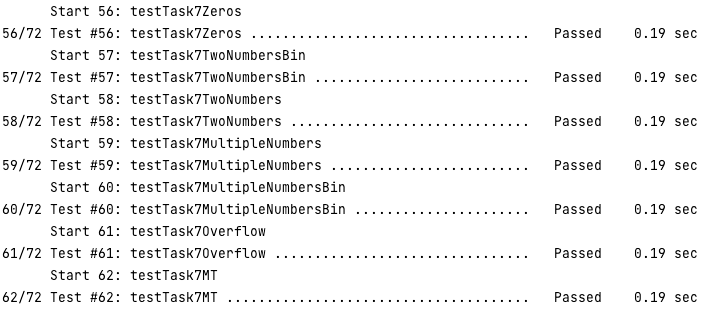 Start 56: testTask7Zeros
56/72 Test #56: testTask7Zeros ...................................   Passed    0.19 sec
      Start 57: testTask7TwoNumbersBin
57/72 Test #57: testTask7TwoNumbersBin ...........................   Passed    0.19 sec
      Start 58: testTask7TwoNumbers
58/72 Test #58: testTask7TwoNumbers ..............................   Passed    0.19 sec
      Start 59: testTask7MultipleNumbers
59/72 Test #59: testTask7MultipleNumbers .........................   Passed    0.19 sec
      Start 60: testTask7MultipleNumbersBin
60/72 Test #60: testTask7MultipleNumbersBin ......................   Passed    0.19 sec
      Start 61: testTask7Overflow
61/72 Test #61: testTask7Overflow ................................   Passed    0.19 sec
      Start 62: testTask7MT
62/72 Test #62: testTask7MT ......................................   Passed    0.19 sec